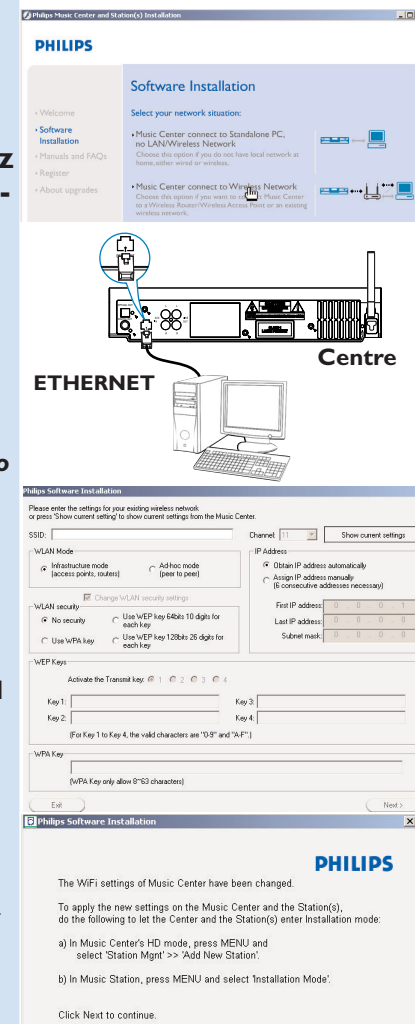 Philips Music Center and Station(s) Installation
PHILIPS
Software Installation
• Welcome
• Software
Installation
• Manuals and FAQs
• Register
• About upgrades
Select your network situation:
• Music Center connect to Standalone PC,
no LAN/Wireless Network
Choose this option if you do not have local network at
home, either wired or wireless.
• Music Center connect to Wireless Network
Choose this option if you want to Music Center
to a Wireless Router/Wireless Access Point or an existing
wireless network.
z
-
Centre
ETHERNET
o
Philips Software Installation
Please enter the settings for your existing wireless network
or press 'Show current setting' to show current settings from the Music Center.
SSID:
Channel: 11
Show current settings
WLAN Mode
Infrastructure mode
(access points, routers)
Ad-hoc mode
(peer to peer)
IP Address
Obtain IP address automatically
Assign IP address manually
(6 consecutive addresses necessary)
First IP address: 0 . 0 . 0 . 1
Last IP address: 0 . 0 . 0 . 0
Subnet mask: 0 . 0 . 0 . 0
Change WLAN security settings
WLAN security
No security
Use WEP key 64bits 10 digits for
each key
Use WPA key
Use WEP key 128bits 26 digits for
each key
WEP Keys
Activate the Transmit key: 1 2 3 4
Key 1:
Key 3:
Key 2:
Key 4:
(For Key 1 to Key 4, the valid characters are "0-9" and "A-F".)
WPA Key
(WPA Key only allow 8~63 characters)
Exit
Next >
Philips Software Installation
PHILIPS
The WiFi settings of Music Center have been changed.
To apply the new settings on the Music Center and the Station(s),
do the following to let the Center and the Station(s) enter Installation mode:
a) In Music Center's HD mode, press MENU and
select 'Station Mgnt' >> 'Add New Station'.
b) In Music Station, press MENU and select 'Installation Mode'.
Click Next to continue.